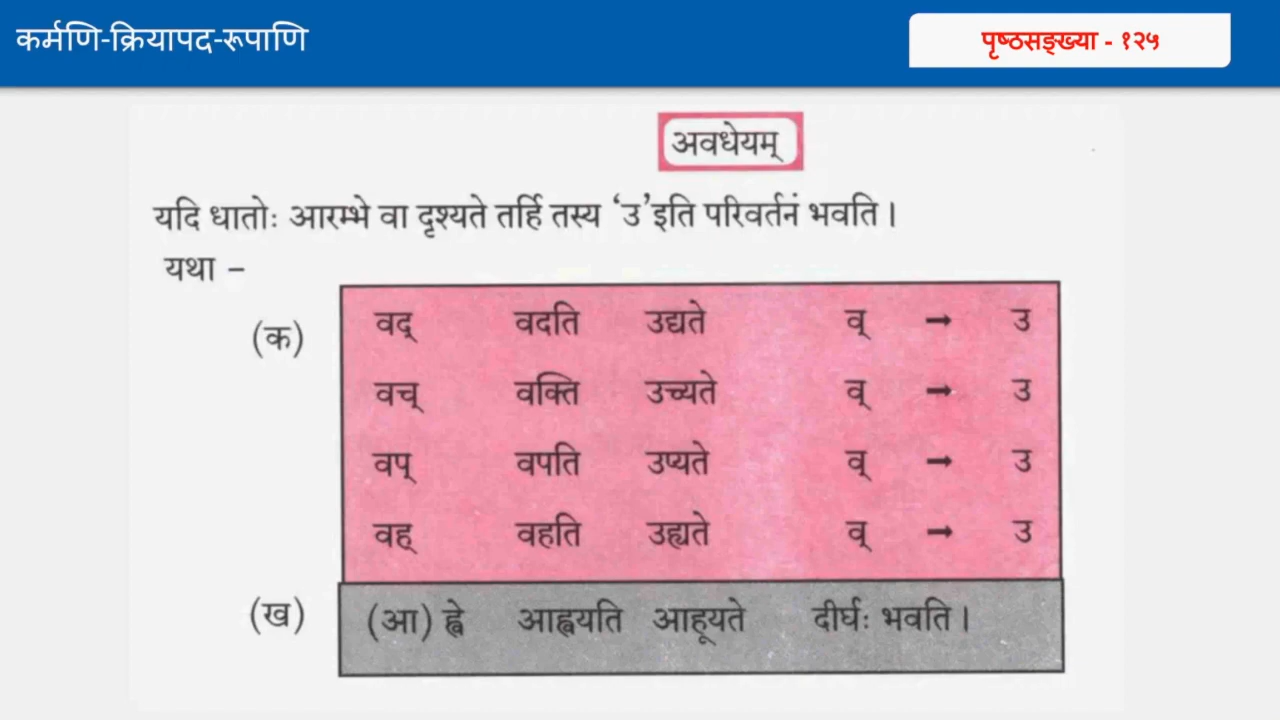 कर्मणि-क्रियापद-रूपाणि
पृष्ठसङ्ख्या - १२५
अवधेयम्
यदि धातोः आरम्भे वा दृश्यते तर्हि तस्य ‘उ’इति परिवर्तनं भवति।
यथा –
(क) वद् वदति उद्यते व् → उ
वच् वक्ति उच्यते व् → उ
वप् वपति उप्यते व् → उ
वह् वहति उह्यते व् → उ
(ख) (आ) ह्वे आह्वयति आहूयते दीर्घः भवति।